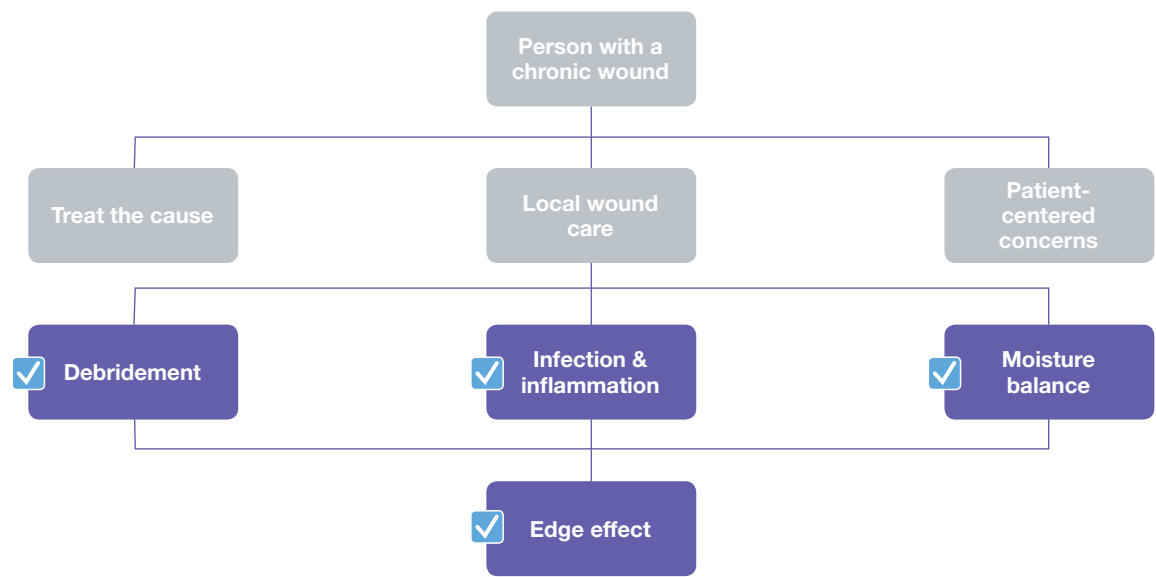 Person with a
chronic wound
Treat the cause
Local wound
care
Patient-
centered
concerns
Debridement
Infection &
inflammation
Moisture
balance
Edge effect